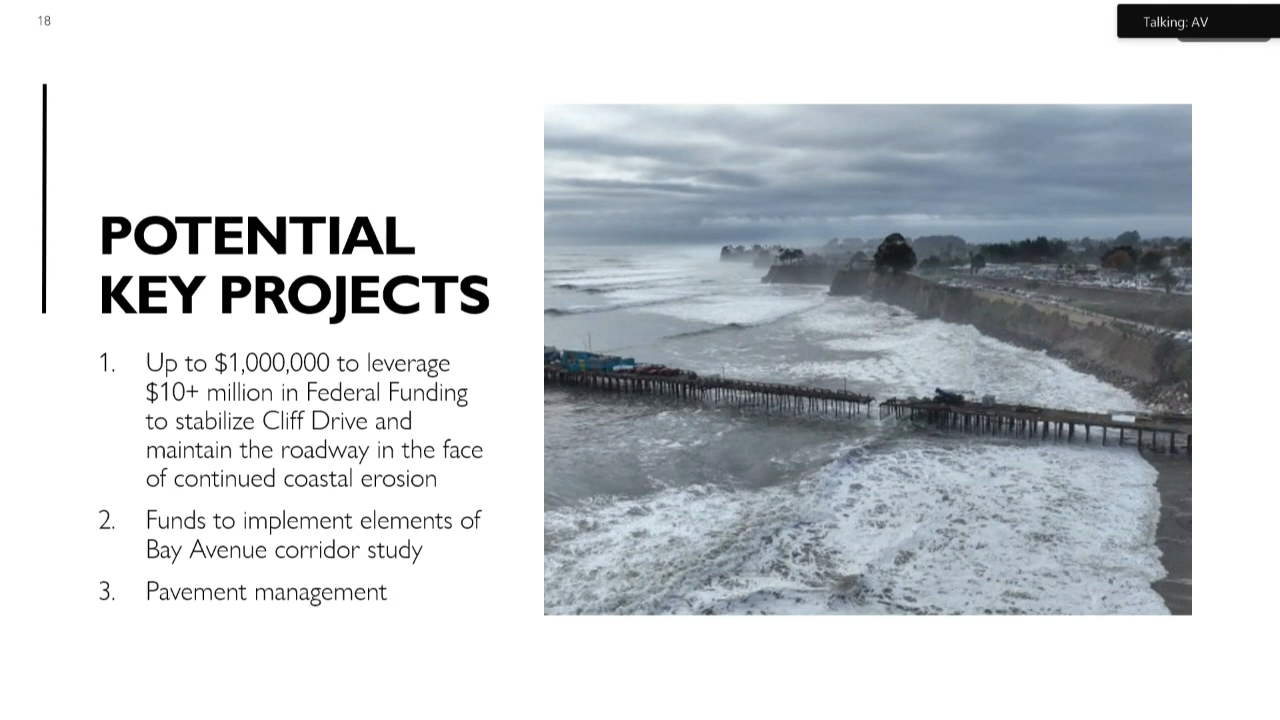 18
Talking: AV
POTENTIAL
KEY PROJECTS
1. Up to $1,000,000 to leverage
$10+ million in Federal Funding
to stabilize Cliff Drive and
maintain the roadway in the face
of continued coastal erosion
2. Funds to implement elements of
Bay Avenue corridor study
3. Pavement management